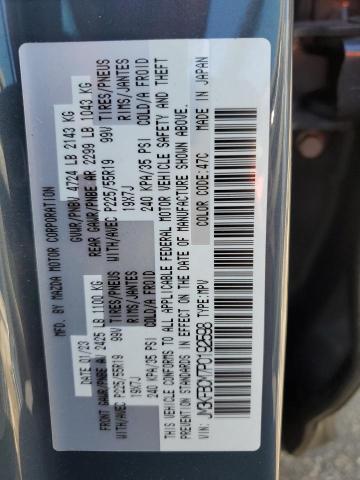 MFD. BY MAZDA MOTOR CORPORATION
DATE 01/23 GVWR/PNBV 4724 LB 2143 KG
FRONT GAWR/PNBE AV 2425 LB 1100 KG REAR GAWR/PNBE AR 2299 LB 1043 KG
WITH/AVEC P225/55R19 99V TIRES/PNEUS WITH/AVEC P225/55R19 99V TIRES/PNEUS
19X7J RIMS/JANTES 19X7J RIMS/JANTES
240 KPA/35 PSI COLD/A FROID 240 KPA/35 PSI COLD/A FROID
THIS VEHICLE CONFORMS TO ALL APPLICABLE FEDERAL MOTOR VEHICLE SAFETY AND THEFT
PREVENTION STANDARDS IN EFFECT ON THE DATE OF MANUFACTURE SHOWN ABOVE.
MADE IN JAPAN
VIN: TYPE:MPV COLOR CODE:47C